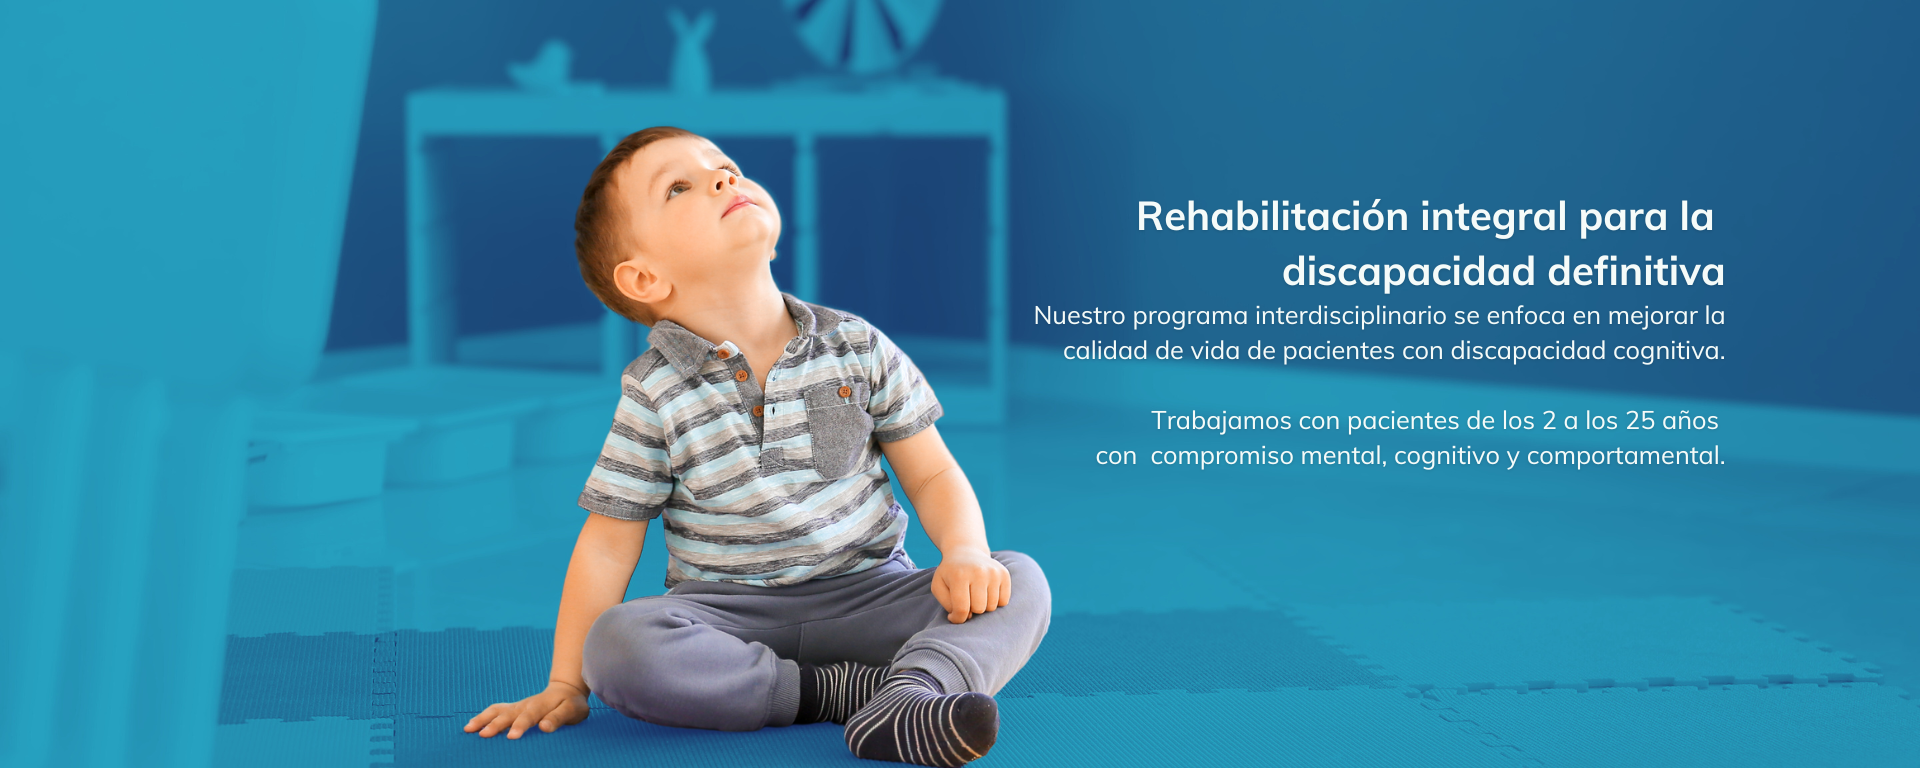 Rehabilitación integral para la
discapacidad definitiva
Nuestro programa interdisciplinario se enfoca en mejorar la
calidad de vida de pacientes con discapacidad cognitiva.
Trabajamos con pacientes de los 2 a los 25 años
con  compromiso mental, cognitivo y comportamental.